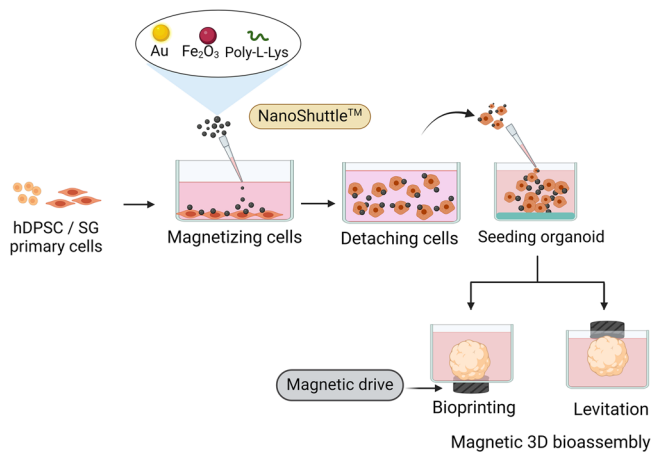 Au
Fe₂O₃
Poly-L-Lys
NanoShuttle™
hDPSC / SG
primary cells
Magnetizing cells
Detaching cells
Seeding organoid
Magnetic drive
Bioprinting
Levitation
Magnetic 3D bioassembly